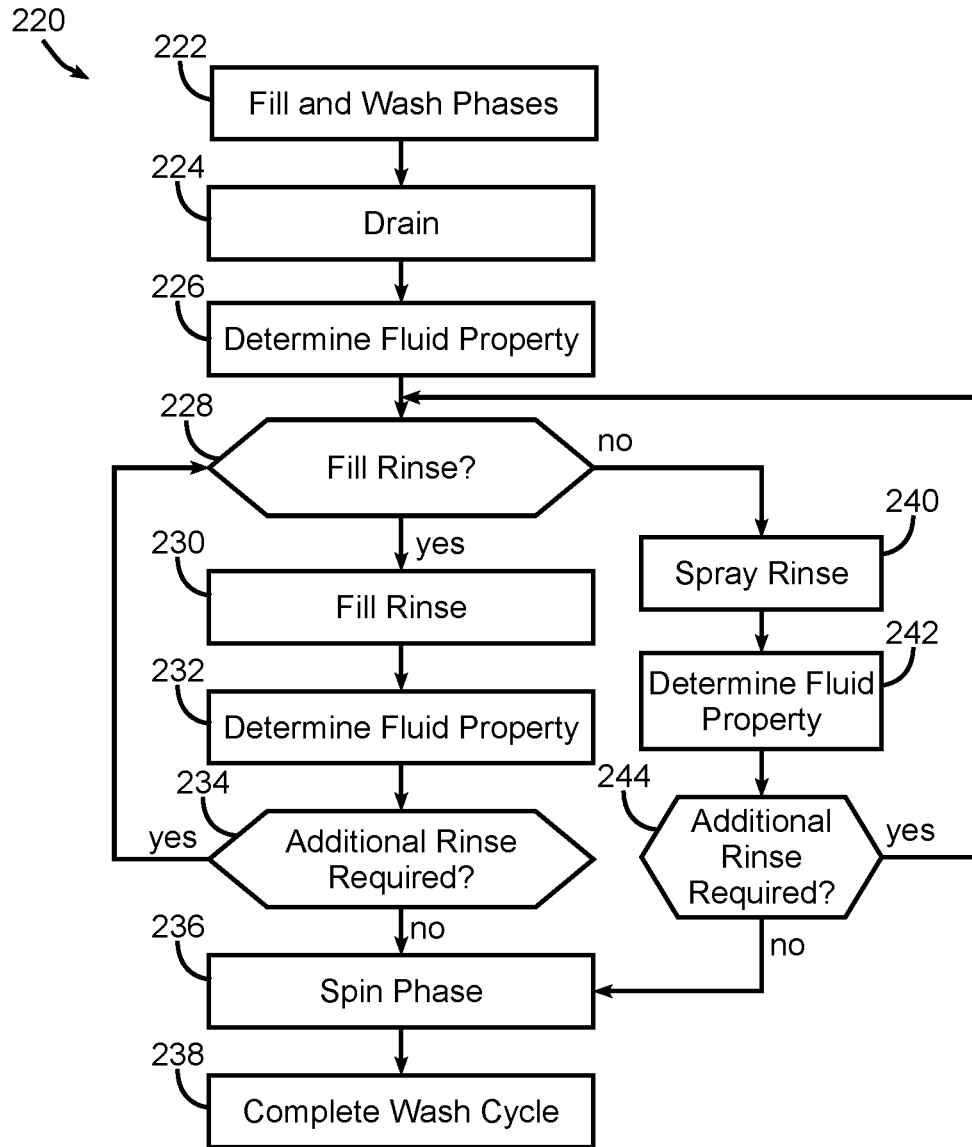 220
222
Fill and Wash Phases
224
Drain
226
Determine Fluid Property
228
Fill Rinse?
no
yes
230
Fill Rinse
232
Determine Fluid Property
234
yes
Additional Rinse
Required?
no
240
Spray Rinse
242
Determine Fluid
Property
244
Additional
Rinse
Required?
yes
no
236
Spin Phase
238
Complete Wash Cycle